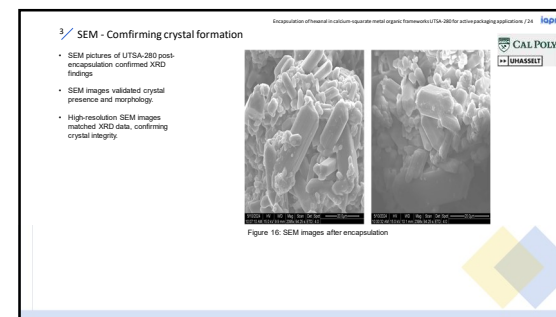 Encapsulation of hexanal in calcium-squarate metal organic frameworks UTSA-280 for active packaging applications / 24
3/ SEM - Comfirming crystal formation
CAL POLY
UHASSELT
• SEM pictures of UTSA-280 post-
encapsulation confirmed XRD
findings
• SEM images validated crystal
presence and morphology.
• High-resolution SEM images
matched XRD data, confirming
crystal integrity.
Figure 16: SEM images after encapsulation